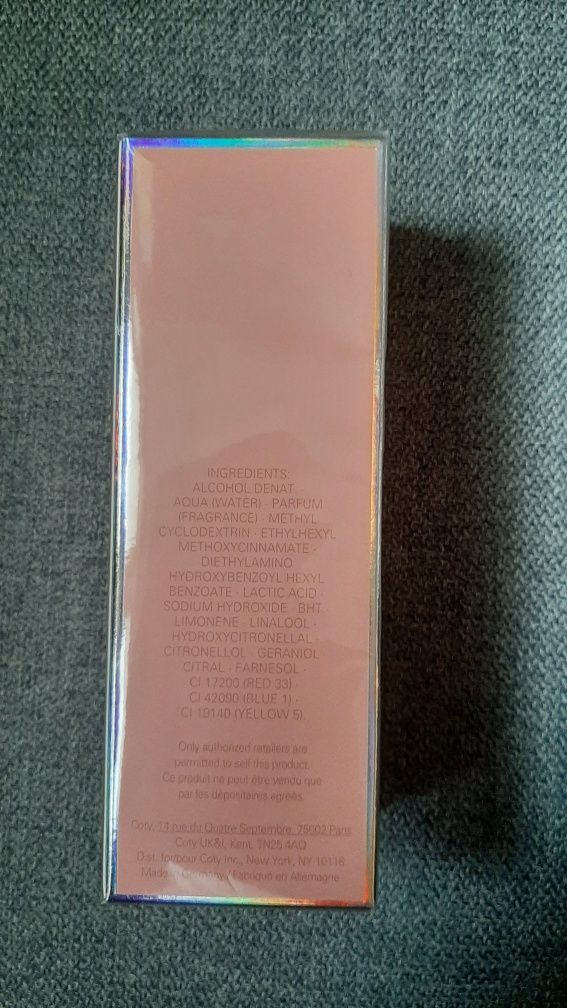 INGREDIENTS:
ALCOHOL DENAT. ·
AQUA (WATER) · PARFUM
(FRAGRANCE) · METHYL
CYCLODEXTRIN · ETHYLHEXYL
METHOXYCINNAMATE ·
DIETHYLAMINO
HYDROXYBENZOYL HEXYL
BENZOATE · LACTIC ACID ·
SODIUM HYDROXIDE · BHT ·
LIMONENE · LINALOOL ·
HYDROXYCITRONELLAL ·
CITRONELLOL · GERANIOL
CITRAL · FARNESOL ·
CI 17200 (RED 33) ·
CI 42090 (BLUE 1) ·
CI 19140 (YELLOW 5).
Only authorized retailers are
permitted to sell this product.
Ce produit ne peut être vendu que
par les dépositaires agréés.
Coty, 14 rue du Quatre Septembre, 75002 Paris
Coty UK&I, Kent, TN25 4AQ
Dist. for/pour Coty Inc., New York, NY 10118
Made in Germany / Fabriqué en Allemagne